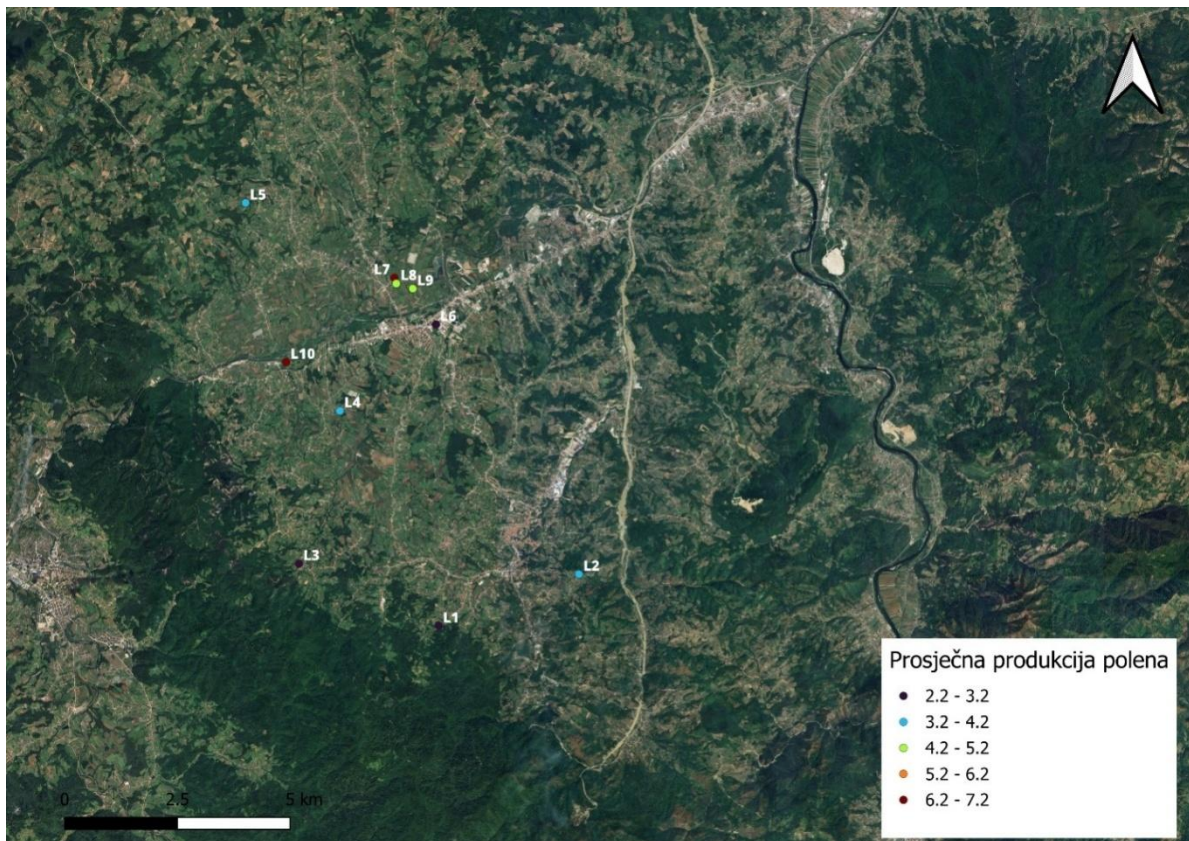 L5
L7
L8
L9
L6
L10
L4
L3
L2
L1
Prosječna produkcija polena
2.2 - 3.2
3.2 - 4.2
4.2 - 5.2
5.2 - 6.2
6.2 - 7.2
0 2.5 5 km